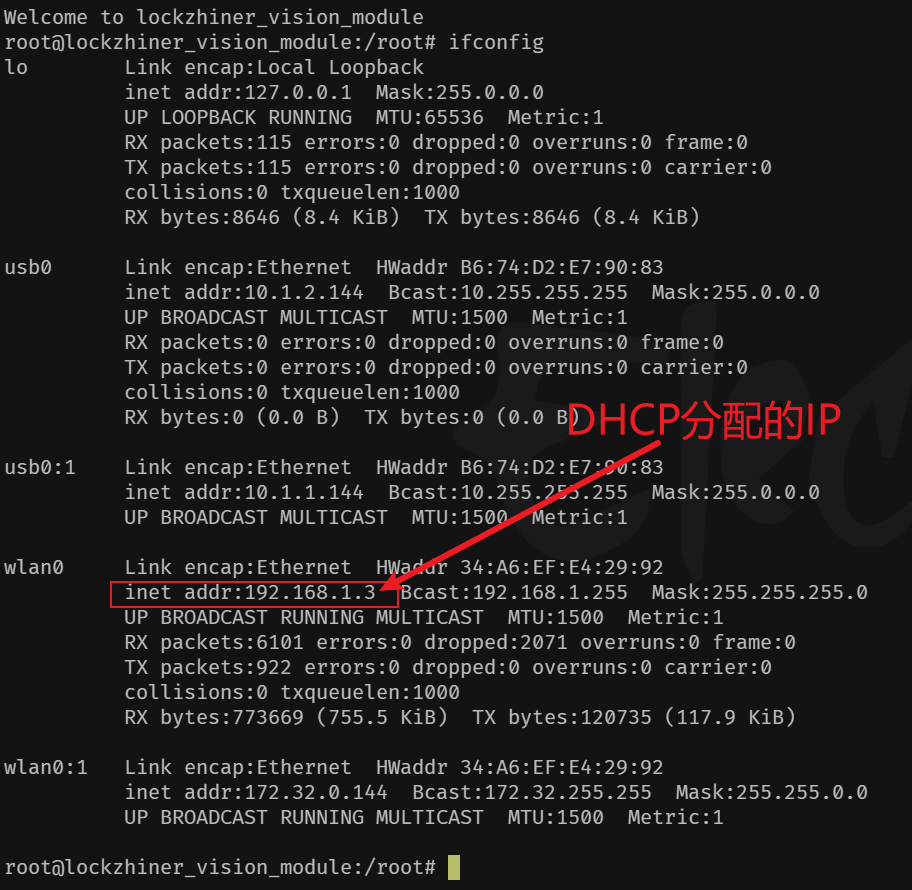 Welcome to lockzhiner_vision_module
root@lockzhiner_vision_module:/root# ifconfig
lo        Link encap:Local Loopback
          inet addr:127.0.0.1  Mask:255.0.0.0
          UP LOOPBACK RUNNING  MTU:65536  Metric:1
          RX packets:115 errors:0 dropped:0 overruns:0 frame:0
          TX packets:115 errors:0 dropped:0 overruns:0 carrier:0
          collisions:0 txqueuelen:1000
          RX bytes:8646 (8.4 KiB)  TX bytes:8646 (8.4 KiB)
usb0      Link encap:Ethernet  HWaddr B6:74:D2:E7:90:83
          inet addr:10.1.2.144  Bcast:10.255.255.255  Mask:255.0.0.0
          UP BROADCAST MULTICAST  MTU:1500  Metric:1
          RX packets:0 errors:0 dropped:0 overruns:0 frame:0
          TX packets:0 errors:0 dropped:0 overruns:0 carrier:0
          collisions:0 txqueuelen:1000
          RX bytes:0 (0.0 B)  TX bytes:0 (0.0 B)
DHCP分配的IP
usb0:1    Link encap:Ethernet  HWaddr B6:74:D2:E7:90:83
          inet addr:10.1.1.144  Bcast:10.255.255.255  Mask:255.0.0.0
          UP BROADCAST MULTICAST  MTU:1500  Metric:1
wlan0     Link encap:Ethernet  HWaddr 34:A6:EF:E4:29:92
          inet addr:192.168.1.3  Bcast:192.168.1.255  Mask:255.255.255.0
          UP BROADCAST RUNNING MULTICAST  MTU:1500  Metric:1
          RX packets:6101 errors:0 dropped:2071 overruns:0 frame:0
          TX packets:922 errors:0 dropped:0 overruns:0 carrier:0
          collisions:0 txqueuelen:1000
          RX bytes:773669 (755.5 KiB)  TX bytes:120735 (117.9 KiB)
wlan0:1   Link encap:Ethernet  HWaddr 34:A6:EF:E4:29:92
          inet addr:172.32.0.144  Bcast:172.32.255.255  Mask:255.255.0.0
          UP BROADCAST RUNNING MULTICAST  MTU:1500  Metric:1
root@lockzhiner_vision_module:/root#